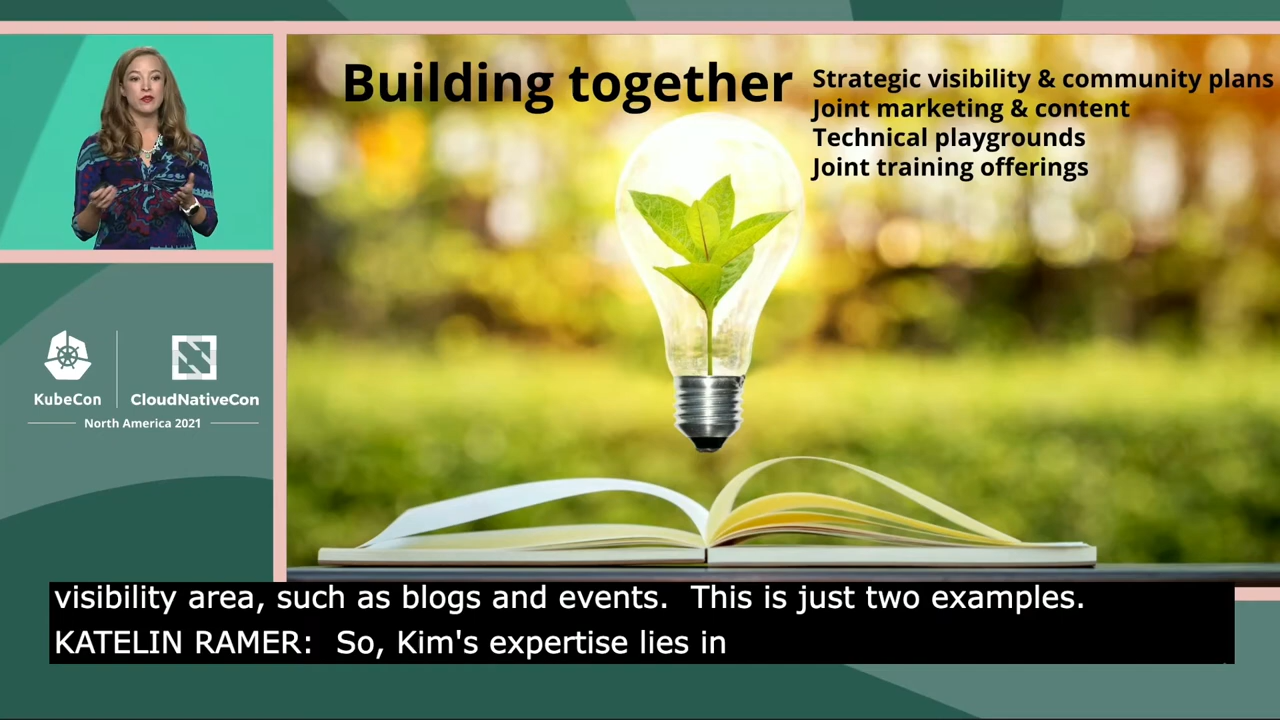 Building together
Strategic visibility & community plans
Joint marketing & content
Technical playgrounds
Joint training offerings
KubeCon
CloudNativeCon
North America 2021
visibility area, such as blogs and events.  This is just two examples.
KATELIN RAMER:  So, Kim's expertise lies in